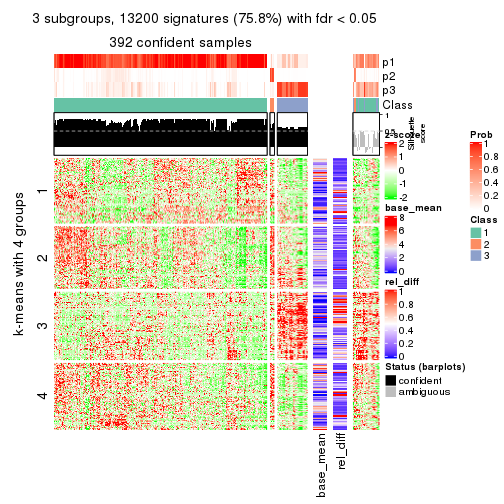 3 subgroups, 13200 signatures (75.8%) with fdr < 0.05
392 confident samples
p1
p2
p3
Class
1
0.5
0
Silhouette
score
k-means with 4 groups
1
2
3
4
base_mean
rel_diff
z-score
2
1
0
-1
-2
base_mean
8
6
4
2
0
rel_diff
1
0.8
0.6
0.4
0.2
0
Status (barplots)
confident
ambiguous
Prob
1
0.8
0.6
0.4
0.2
0
Class
1
2
3